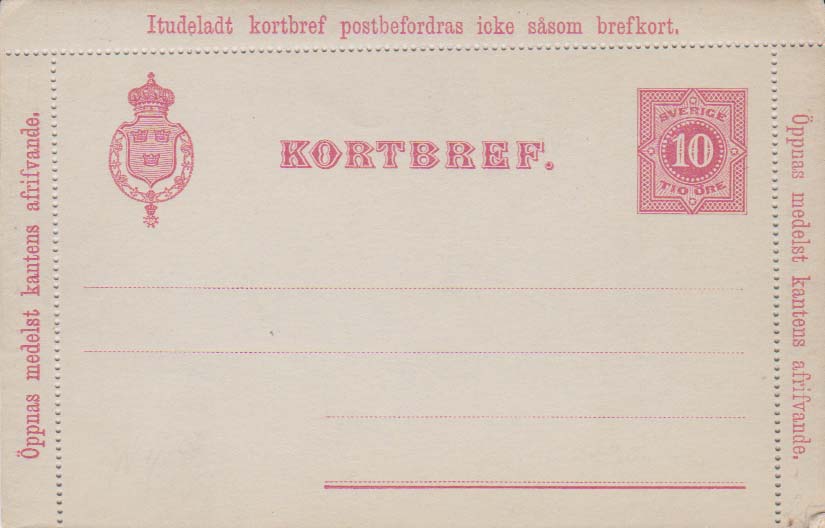 Itudeladt kortbref postbefordras icke såsom brefkort.
Öppnas medelst kantens afrifvande.
KORTBREF.
SVERIGE
10
TIO ÖRE
Öppnas medelst kantens afrifvande.